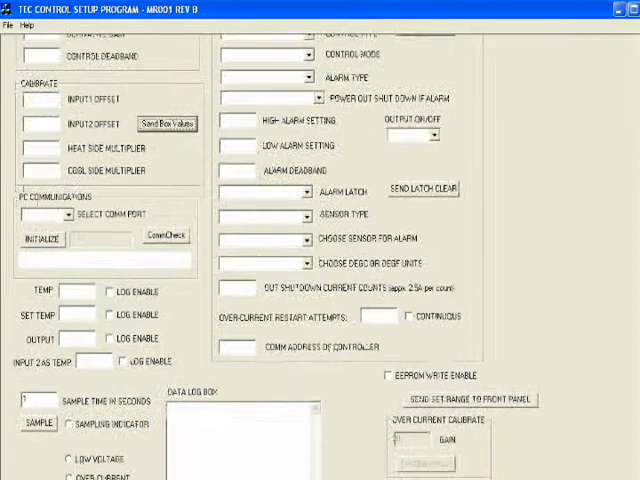 TEC CONTROL SETUP PROGRAM - MR001 REV B
File Help
DERIVATIVE GAIN
CONTROL DEADBAND
CONTROL TYPE
CONTROL MODE
ALARM TYPE
POWER OUT SHUT DOWN IF ALARM
CALIBRATE
INPUT1 OFFSET
INPUT2 OFFSET
Send Box Values
HEAT SIDE MULTIPLIER
COOL SIDE MULTIPLIER
HIGH ALARM SETTING
OUTPUT ON/OFF
LOW ALARM SETTING
ALARM DEADBAND
ALARM LATCH
SEND LATCH CLEAR
PC COMMUNICATIONS
SELECT COMM PORT
INITIALIZE
CommCheck
SENSOR TYPE
CHOOSE SENSOR FOR ALARM
CHOOSE DEGC OR DEGF UNITS
OUT SHUTDOWN CURRENT COUNTS (appx. 2.5A per count)
OVER-CURRENT RESTART ATTEMPTS:
CONTINUOUS
COMM ADDRESS OF CONTROLLER
TEMP
LOG ENABLE
SET TEMP
LOG ENABLE
OUTPUT
LOG ENABLE
INPUT 2 AS TEMP.
LOG ENABLE
EEPROM WRITE ENABLE
SEND SET-RANGE TO FRONT PANEL
1
SAMPLE TIME IN SECONDS
DATA LOG BOX
SAMPLE
SAMPLING INDICATOR
LOW VOLTAGE
OVER CURRENT
OVER CURRENT CALIBRATE
GAIN